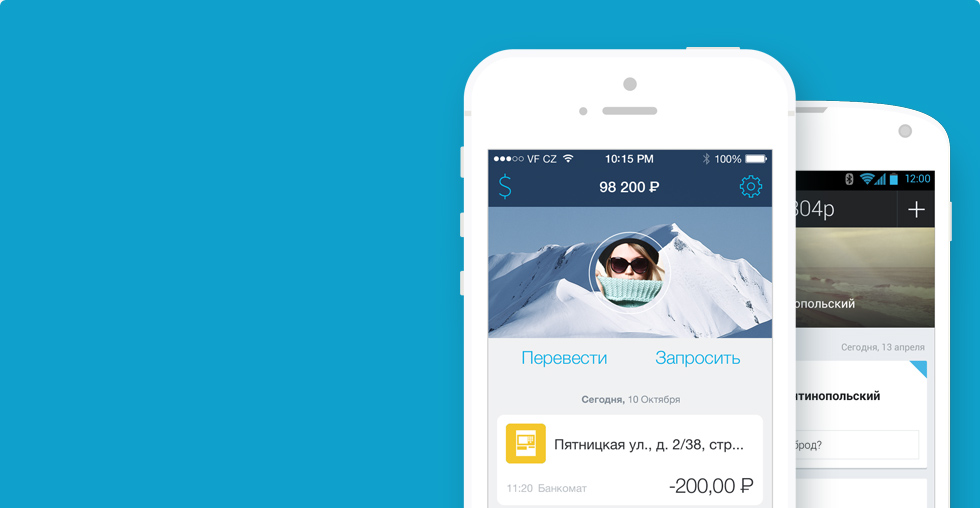 VF CZ 10:15 PM 100%
98 200 ₽
Перевести Запросить
Сегодня, 10 Октября
Пятницкая ул., д. 2/38, стр...
11:20 Банкомат -200,00 ₽
12:00
304р
нопольский
Сегодня, 13 апреля
тинопольский
брод?